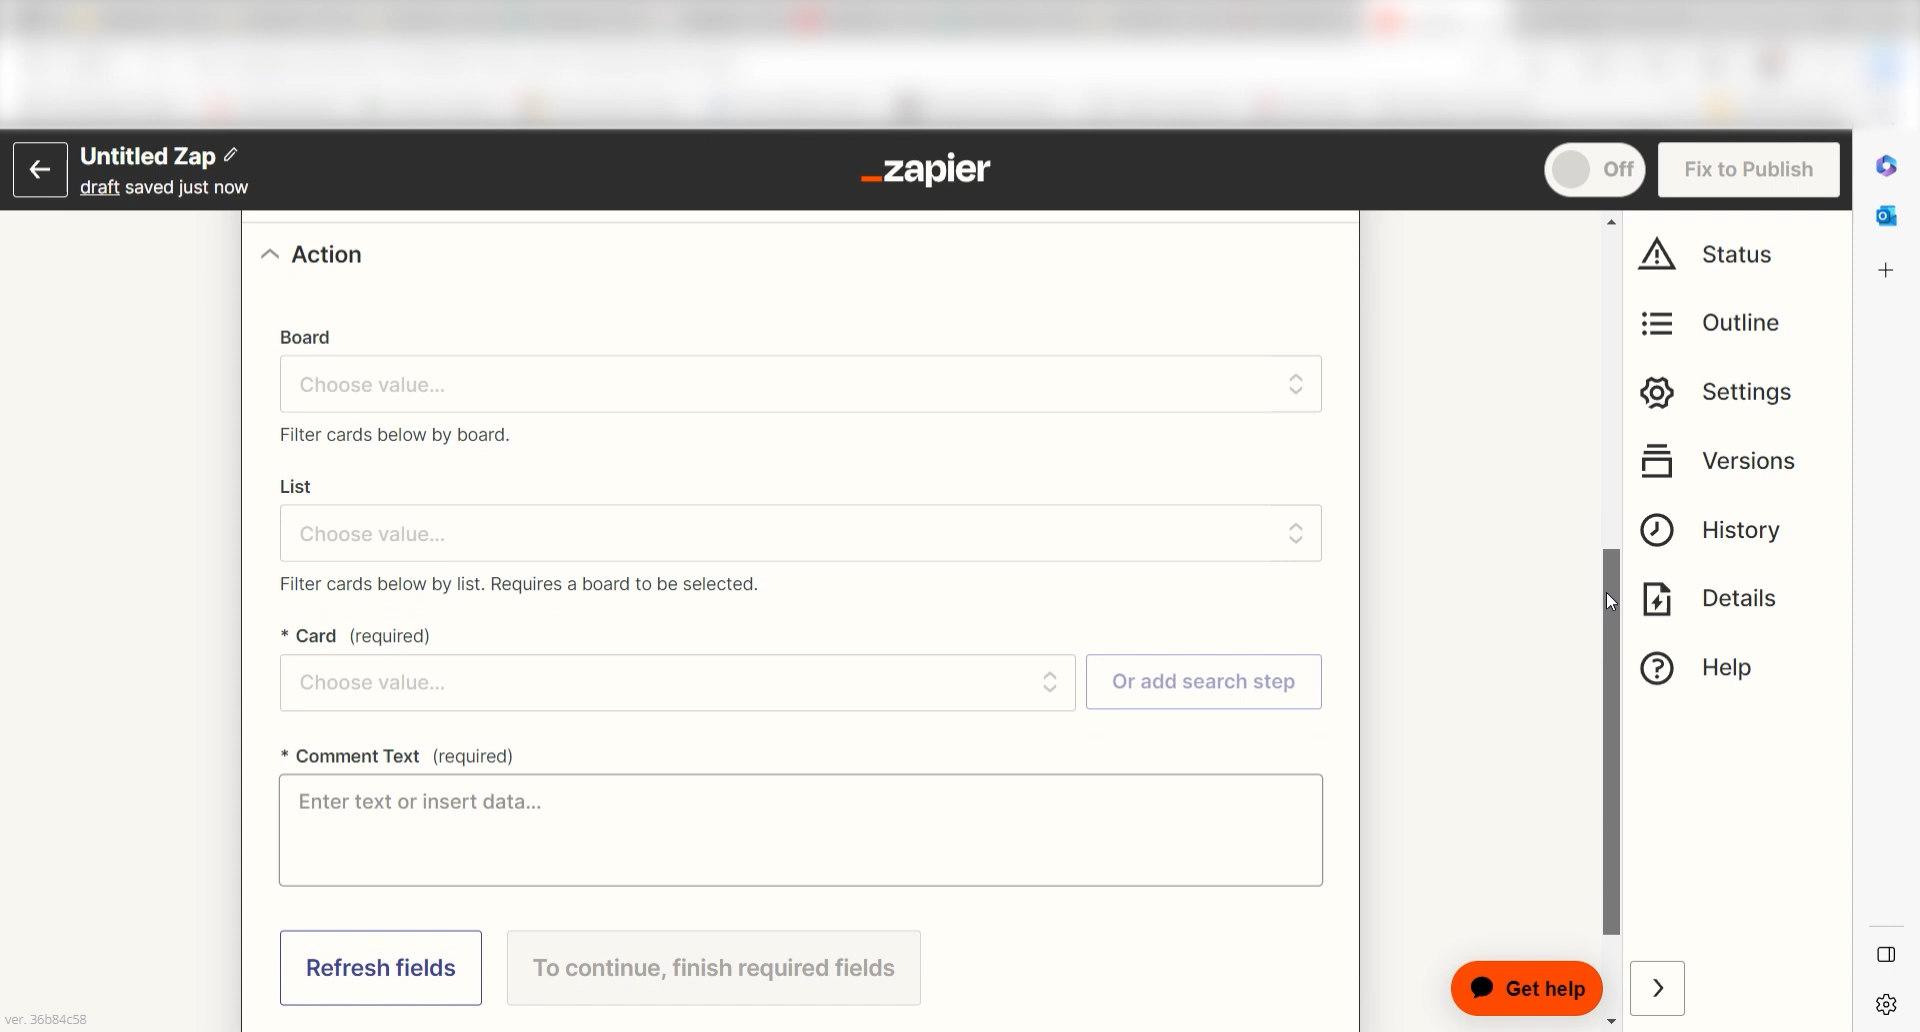 Untitled Zap
draft saved just now
zapier
Off
Fix to Publish
Action
Board
Choose value...
Filter cards below by board.
List
Choose value...
Filter cards below by list. Requires a board to be selected.
* Card (required)
Choose value...
Or add search step
* Comment Text (required)
Enter text or insert data...
Refresh fields
To continue, finish required fields
Status
Outline
Settings
Versions
History
Details
Help
Get help
ver. 36b84c58